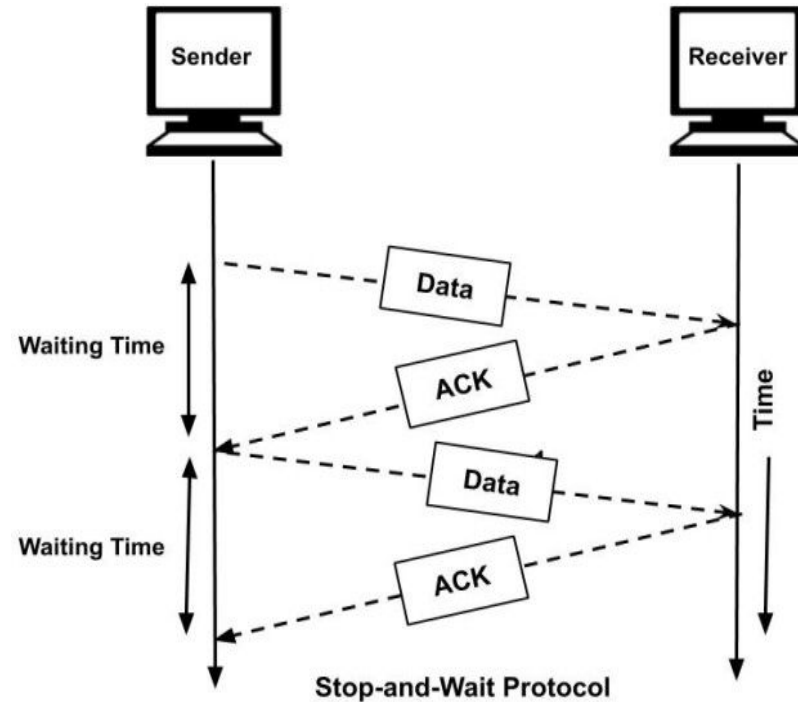 Sender
Receiver
Data
Waiting Time
ACK
Time
Data
Waiting Time
ACK
Stop-and-Wait Protocol